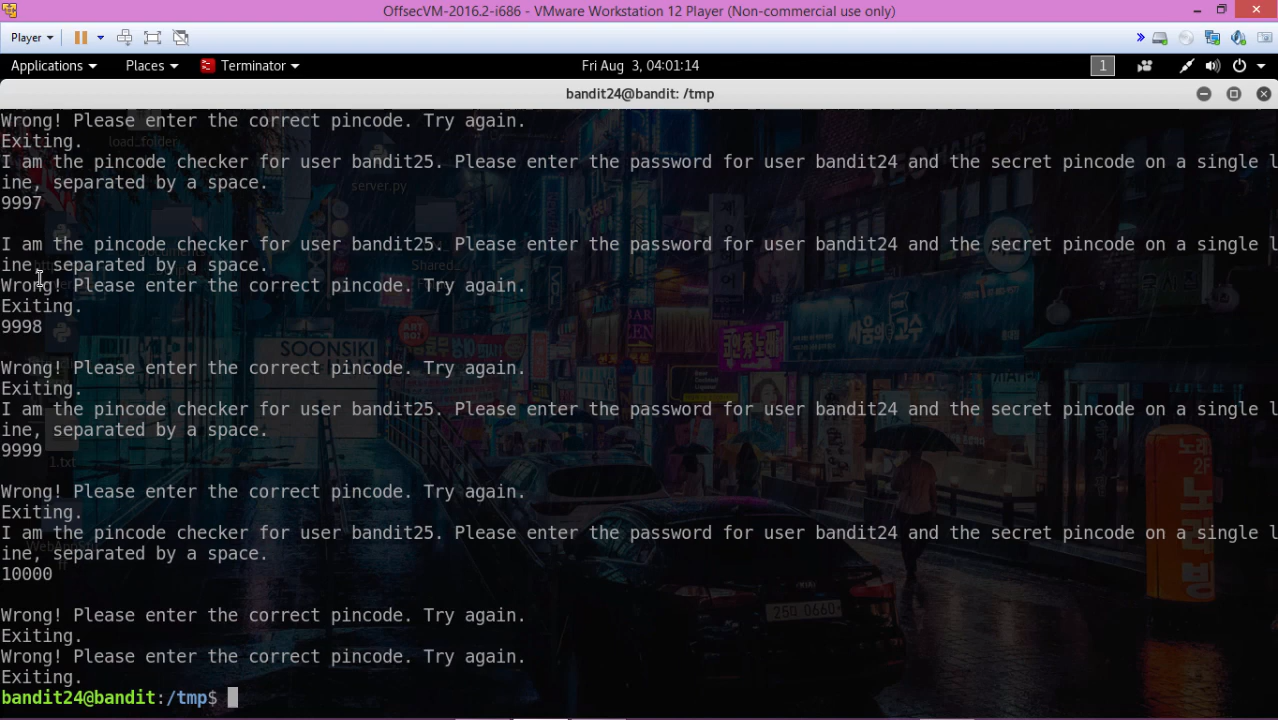 OffsecVM-2016.2-i686 - VMware Workstation 12 Player (Non-commercial use only)
Player
Applications Places Terminator Fri Aug 3, 04:01:14 1
bandit24@bandit: /tmp
Wrong! Please enter the correct pincode. Try again.
load_folder
Exiting.
I am the pincode checker for user bandit25. Please enter the password for user bandit24 and the secret pincode on a single l
ine, separated by a space.
server.py
9997
I am the pincode checker for user bandit25. Please enter the password for user bandit24 and the secret pincode on a single l
ine, separated by a space.
Wrong! Please enter the correct pincode. Try again.
Exiting.
9998
SOONSIKI
Wrong! Please enter the correct pincode. Try again.
Exiting.
I am the pincode checker for user bandit25. Please enter the password for user bandit24 and the secret pincode on a single l
ine, separated by a space.
9999
1.txt
Wrong! Please enter the correct pincode. Try again.
Exiting.
I am the pincode checker for user bandit25. Please enter the password for user bandit24 and the secret pincode on a single l
ine, separated by a space.
10000
Wrong! Please enter the correct pincode. Try again.
Exiting.
Wrong! Please enter the correct pincode. Try again.
Exiting.
bandit24@bandit:/tmp$